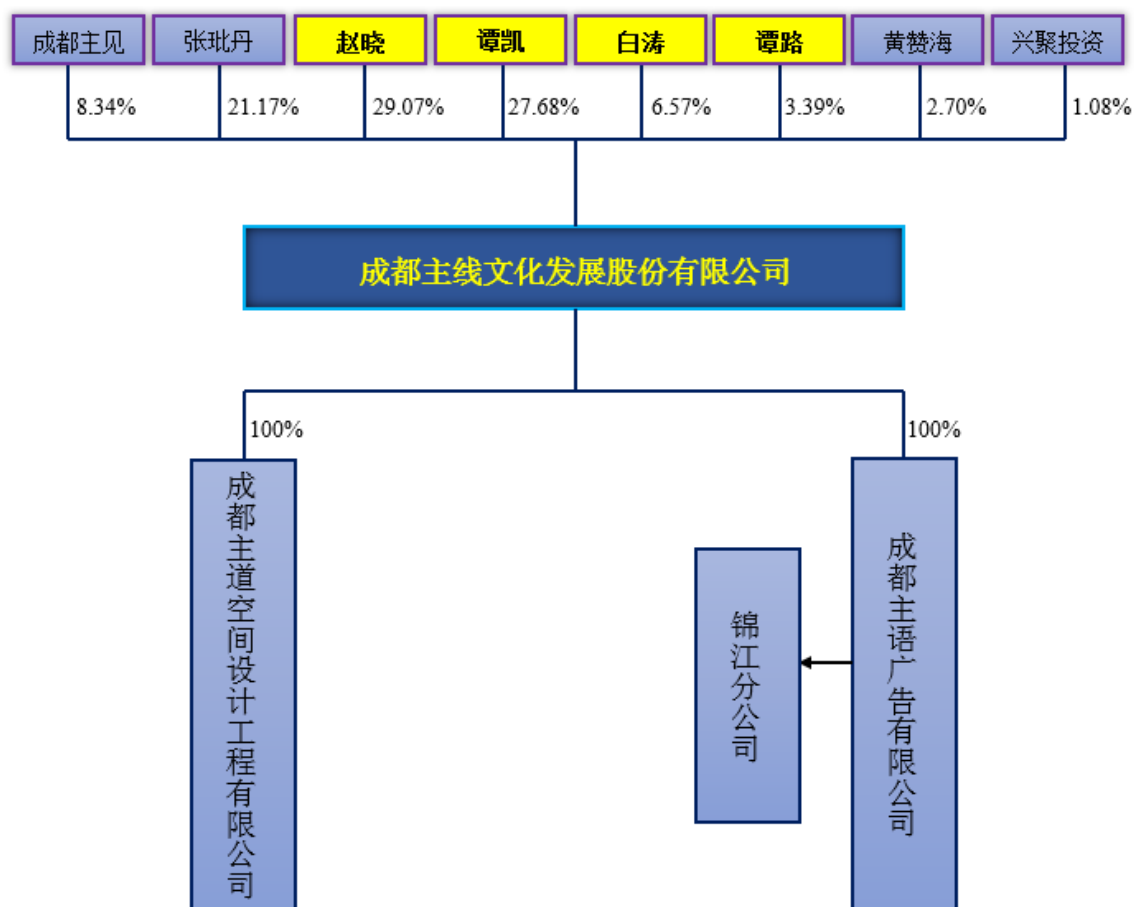 成都主见
张玭丹
赵晓
谭凯
白涛
谭路
黄赞海
兴聚投资
8.34%
21.17%
29.07%
27.68%
6.57%
3.39%
2.70%
1.08%
成都主线文化发展股份有限公司
100%
100%
成都主道空间设计工程有限公司
锦江分公司
成都主语广告有限公司